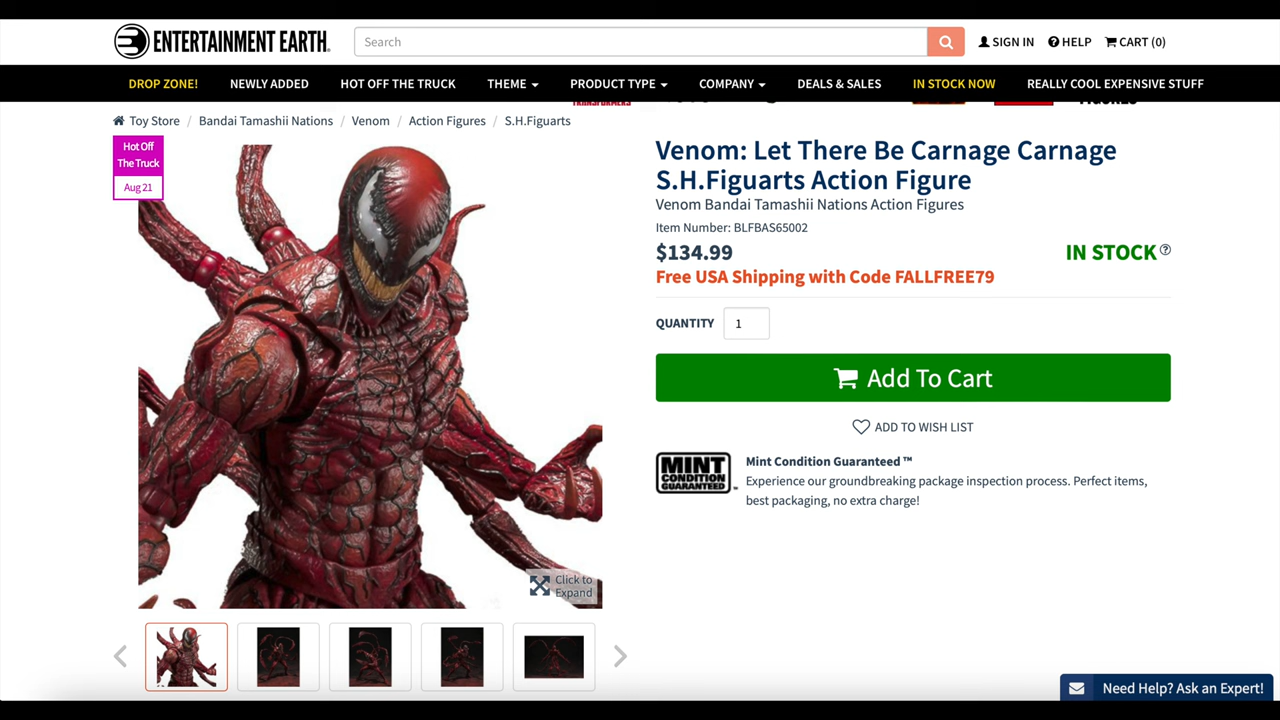 ENTERTAINMENT EARTH®
Search
SIGN IN
HELP
CART (0)
DROP ZONE!
NEWLY ADDED
HOT OFF THE TRUCK
THEME
PRODUCT TYPE
COMPANY
DEALS & SALES
IN STOCK NOW
REALLY COOL EXPENSIVE STUFF
Toy Store / Bandai Tamashii Nations / Venom / Action Figures / S.H.Figuarts
Hot Off
The Truck
Aug 21
Click to
Expand
Venom: Let There Be Carnage Carnage
S.H.Figuarts Action Figure
Venom Bandai Tamashii Nations Action Figures
Item Number: BLFBAS65002
$134.99
IN STOCK
Free USA Shipping with Code FALLFREE79
QUANTITY 1
Add To Cart
ADD TO WISH LIST
MINT
CONDITION
GUARANTEED
Mint Condition Guaranteed ™
Experience our groundbreaking package inspection process. Perfect items,
best packaging, no extra charge!
Need Help? Ask an Expert!